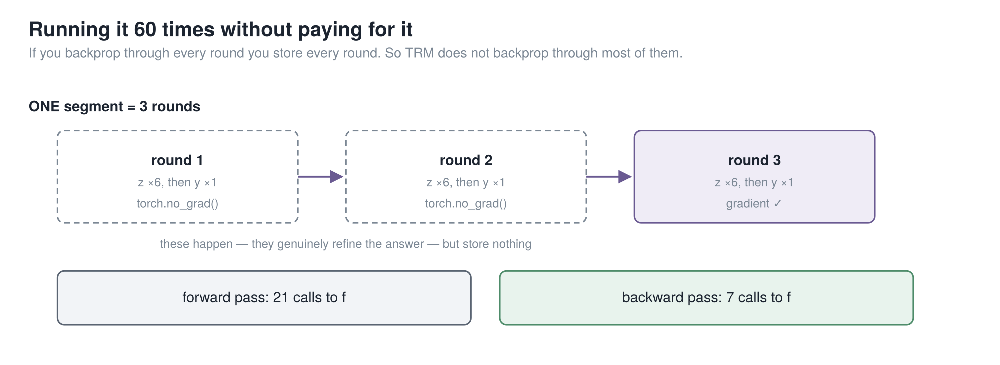 Running it 60 times without paying for it
If you backprop through every round you store every round. So TRM does not backprop through most of them.
ONE segment = 3 rounds
round 1
z ×6, then y ×1
torch.no_grad()
round 2
z ×6, then y ×1
torch.no_grad()
round 3
z ×6, then y ×1
gradient ✓
these happen — they genuinely refine the answer — but store nothing
forward pass: 21 calls to f
backward pass: 7 calls to f